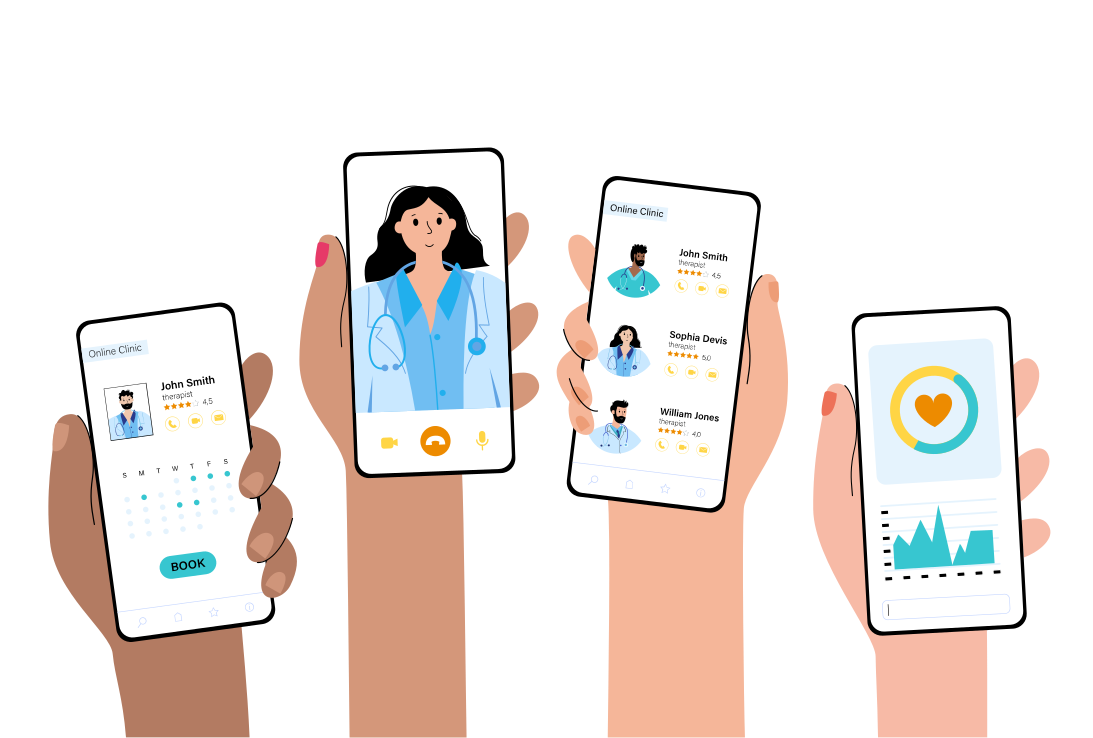 Online Clinic
John Smith
therapist
4,5
S M T W T F S
BOOK
Online Clinic
John Smith
therapist
4,5
Sophia Devis
therapist
5,0
William Jones
therapist
4,0